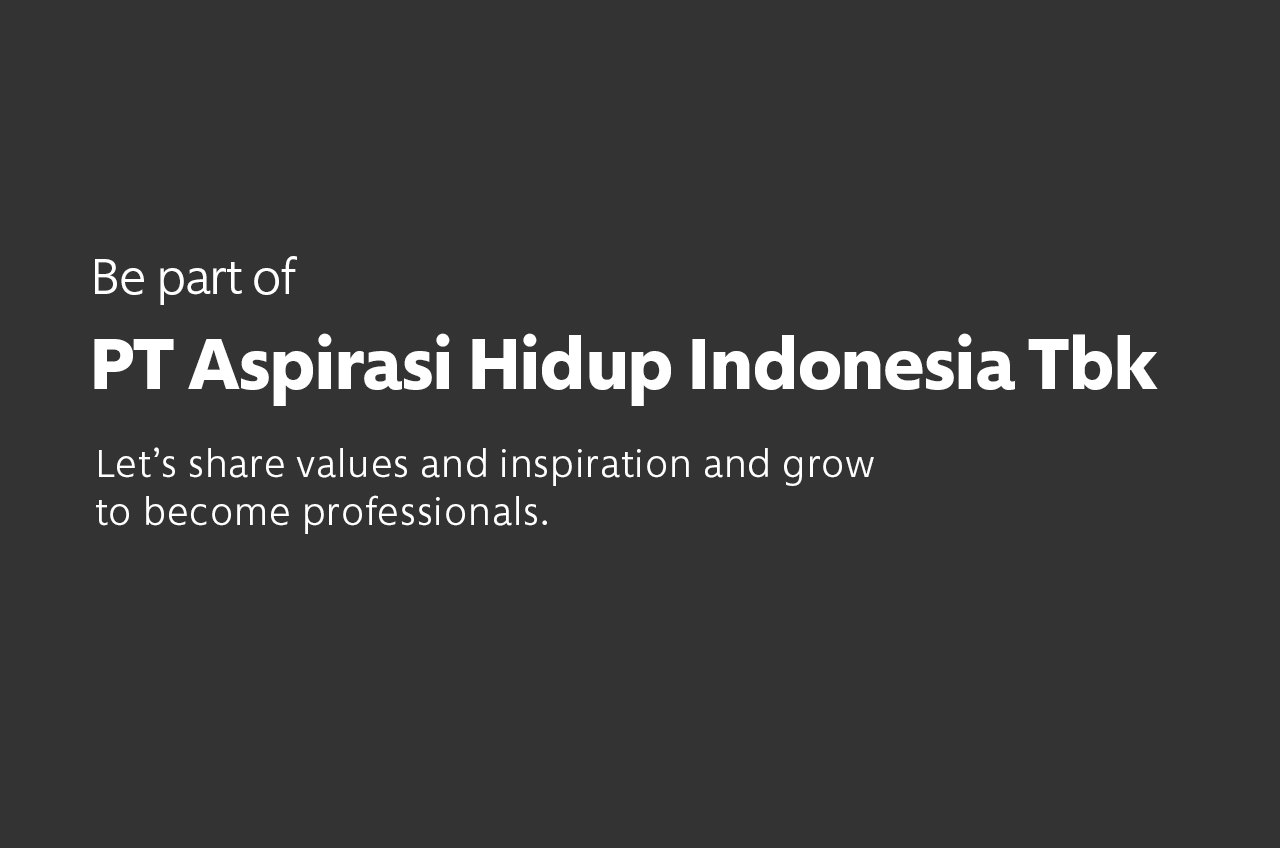 Be part of
PT Aspirasi Hidup Indonesia Tbk
Let’s share values and inspiration and grow
to become professionals.